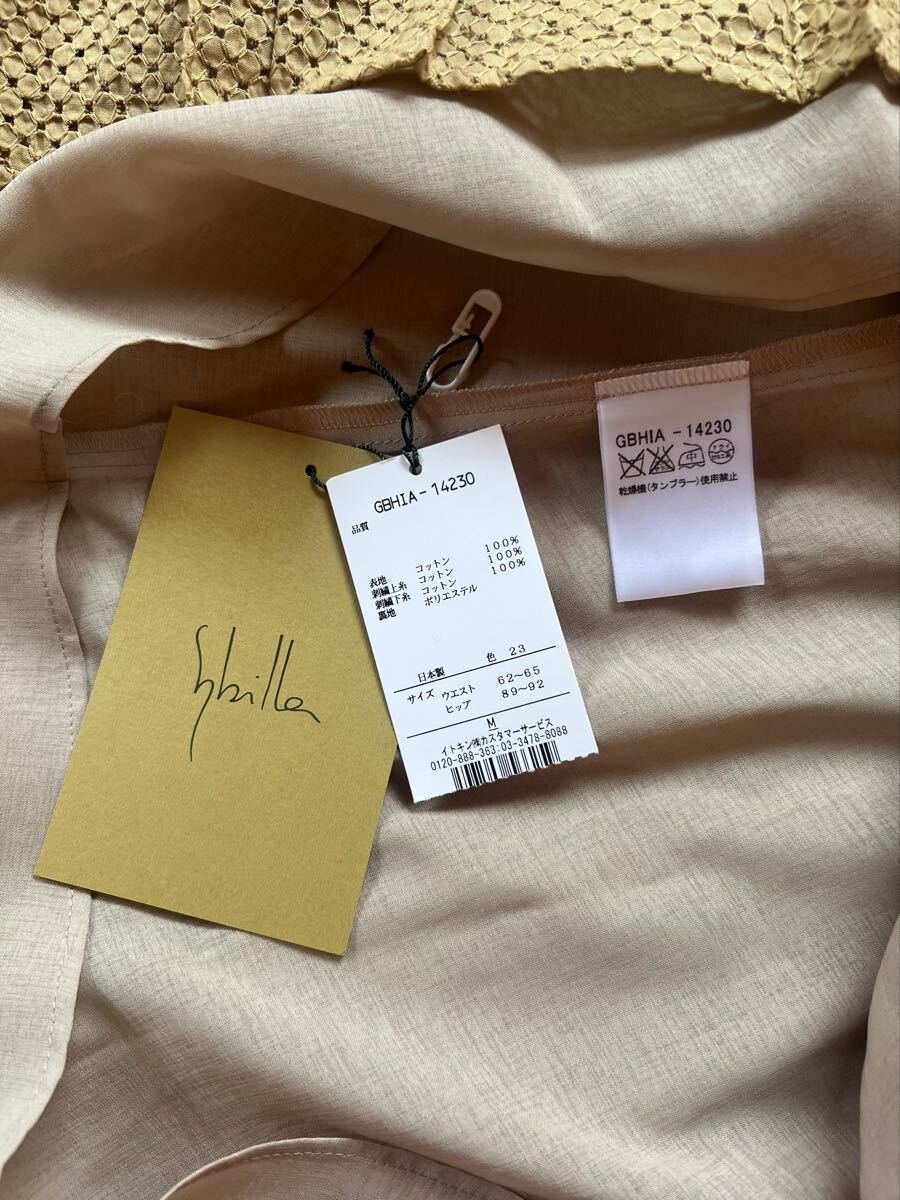 Sybilla
GBHIA-14230
品質
表地 コットン 100%
刺繍上糸 コットン 100%
刺繍下糸 コットン 100%
裏地 ポリエステル
日本製 色 23
サイズ ウエスト 62~65
ヒップ 89~92
M
イトキン㈱カスタマーサービス
0120-888-363:03-3478-8088
GBHIA -14230
中
乾燥機(タンブラー)使用禁止